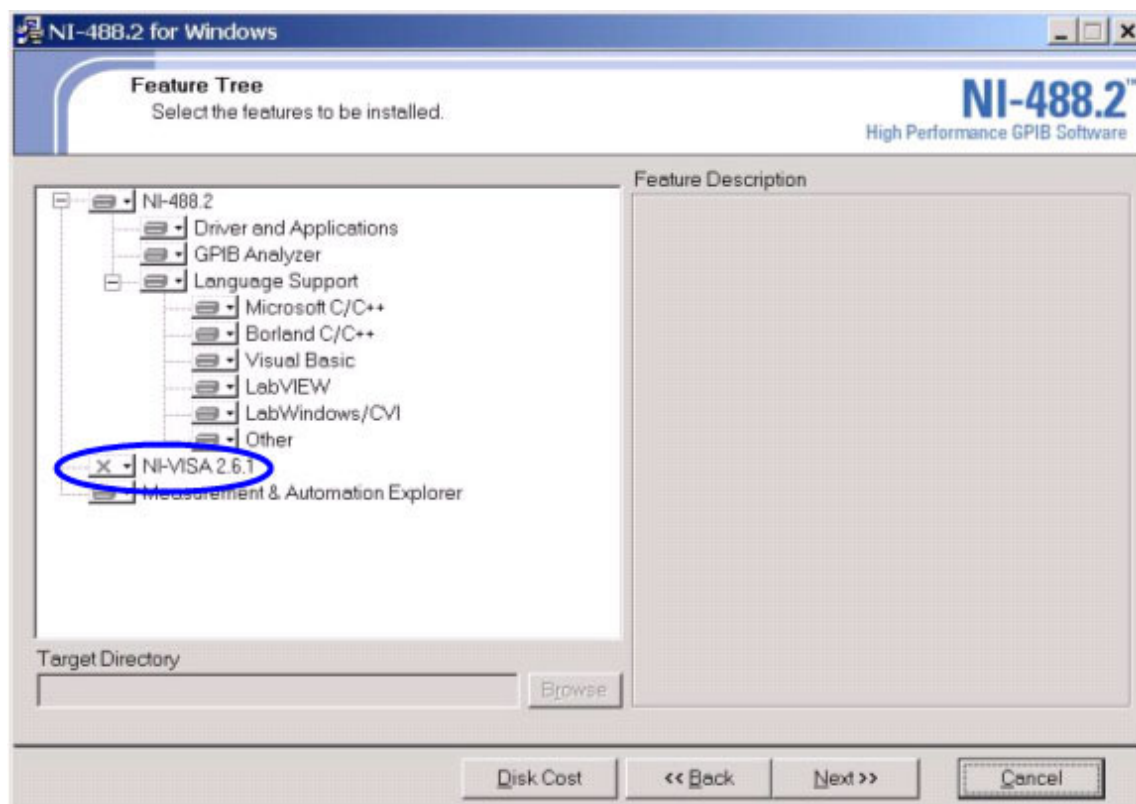 NI-488.2 for Windows
Feature Tree
Select the features to be installed.
NI-488.2™
High Performance GPIB Software
Feature Description
NI-488.2
Driver and Applications
GPIB Analyzer
Language Support
Microsoft C/C++
Borland C/C++
Visual Basic
LabVIEW
LabWindows/CVI
Other
NI-VISA 2.6.1
Measurement & Automation Explorer
Target Directory
Browse
Disk Cost
<< Back
Next >>
Cancel